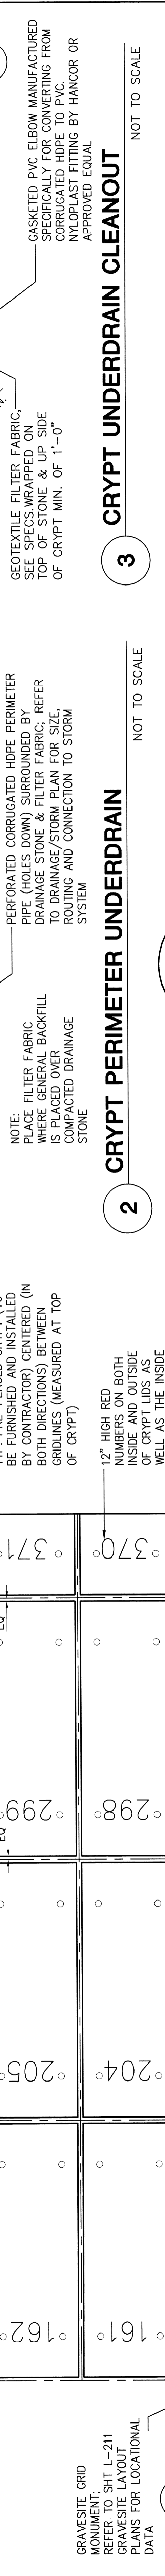 GASKETED PVC ELBOW MANUFACTURED
SPECIFICALLY FOR CONVERTING FROM
CORRUGATED HDPE TO PVC.
NYLOPLAST FITTING BY HANCOR OR
APPROVED EQUAL
GEOTEXTILE FILTER FABRIC,
SEE SPECS.WRAPPED ON
TOP OF STONE & UP SIDE
OF CRYPT MIN. OF 1'-0"
3
CRYPT UNDERDRAIN CLEANOUT
NOT TO SCALE
PERFORATED CORRUGATED HDPE PERIMETER
PIPE (HOLES DOWN) SURROUNDED BY
DRAINAGE STONE & FILTER FABRIC; REFER
TO DRAINAGE/STORM PLAN FOR SIZE,
ROUTING AND CONNECTION TO STORM
SYSTEM
NOTE:
PLACE FILTER FABRIC
WHERE GENERAL BACKFILL
IS PLACED OVER
COMPACTED DRAINAGE
STONE
2
CRYPT PERIMETER UNDERDRAIN
NOT TO SCALE
BE FURNISHED AND INSTALLED
BY CONTRACTOR) CENTERED (IN
BOTH DIRECTIONS) BETWEEN
GRIDLINES (MEASURED AT TOP
OF CRYPT)
12" HIGH RED
NUMBERS ON BOTH
INSIDE AND OUTSIDE
OF CRYPT LIDS AS
WELL AS THE INSIDE
371
370
EQ
299
298
EQ
205
204
162
161
GRAVESITE GRID
MONUMENT;
REFER TO SHT L-211
GRAVESITE LAYOUT
PLANS FOR LOCATIONAL
DATA